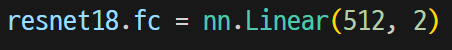 resnet18.fc = nn.Linear(512, 2)